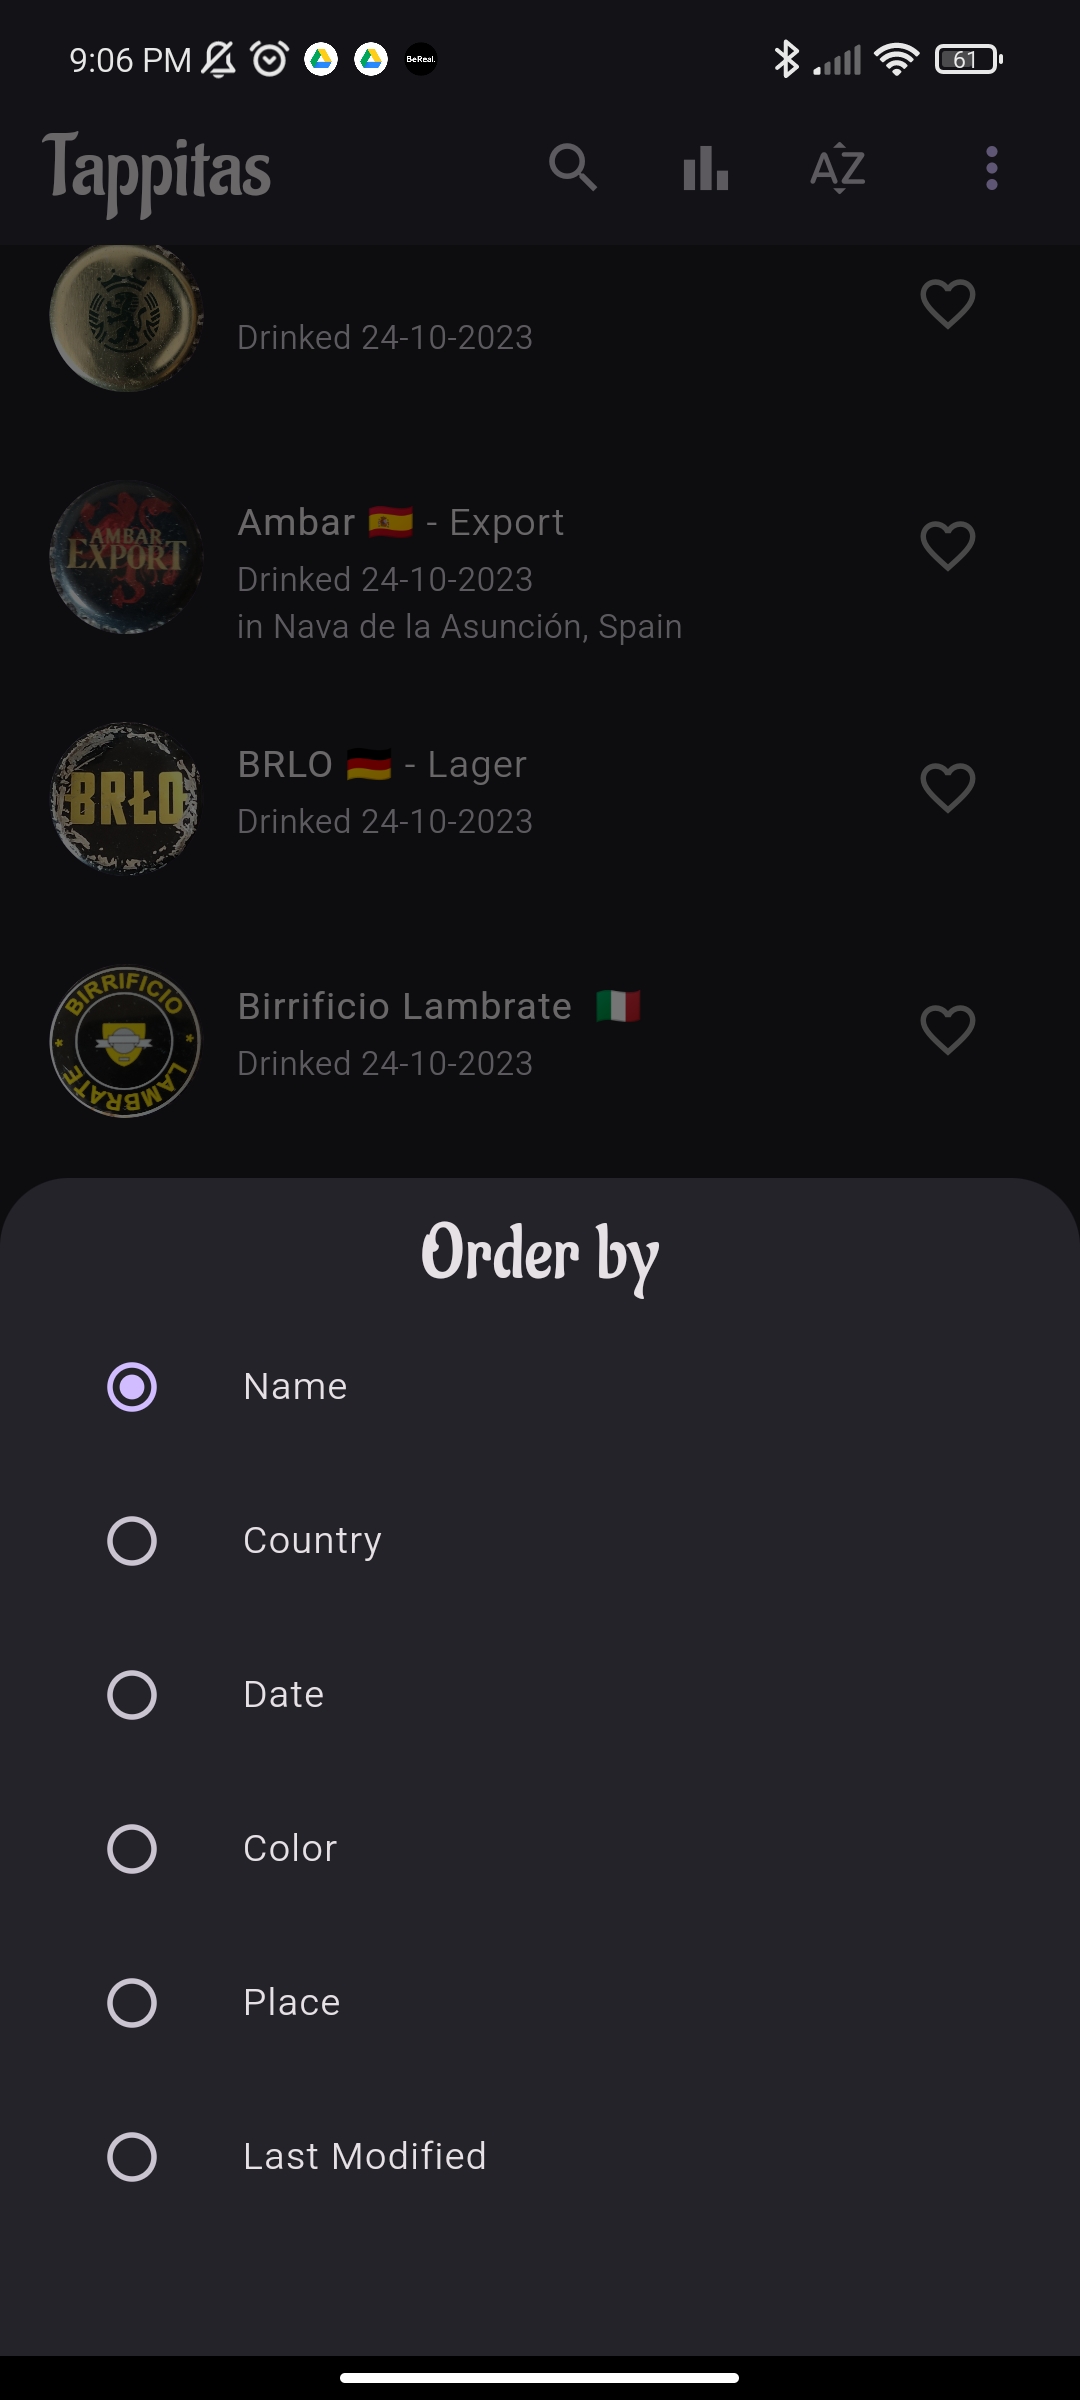 9:06 PM
BeReal.
61
Tappitas
AZ
Drinked 24-10-2023
AMBAR
EXPORT
Ambar 🇪🇸 - Export
Drinked 24-10-2023
in Nava de la Asunción, Spain
BRŁO
BRLO 🇩🇪 - Lager
Drinked 24-10-2023
BIRRIFICIO
LAMBRATE
Birrificio Lambrate 🇮🇹
Drinked 24-10-2023
Order by
Name
Country
Date
Color
Place
Last Modified